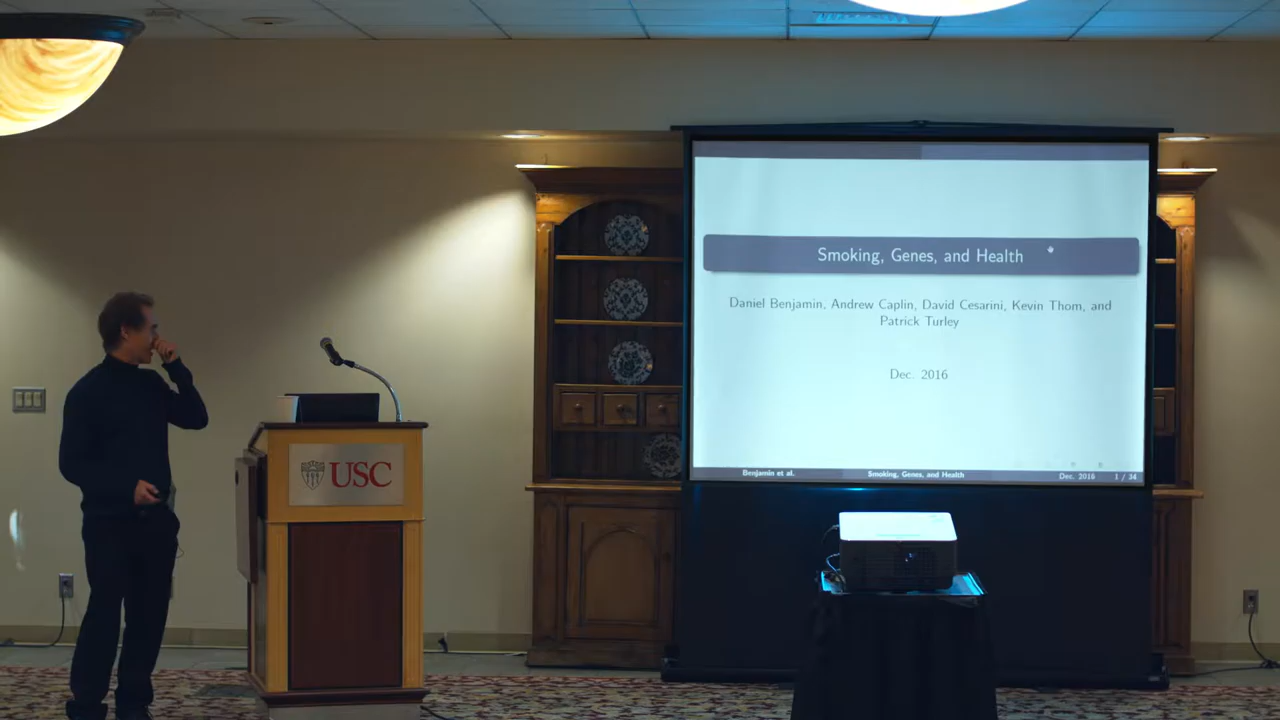 USC
Smoking, Genes, and Health
Daniel Benjamin, Andrew Caplin, David Cesarini, Kevin Thom, and
Patrick Turley
Dec. 2016
Benjamin et al. Smoking, Genes, and Health Dec. 2016 1 / 34